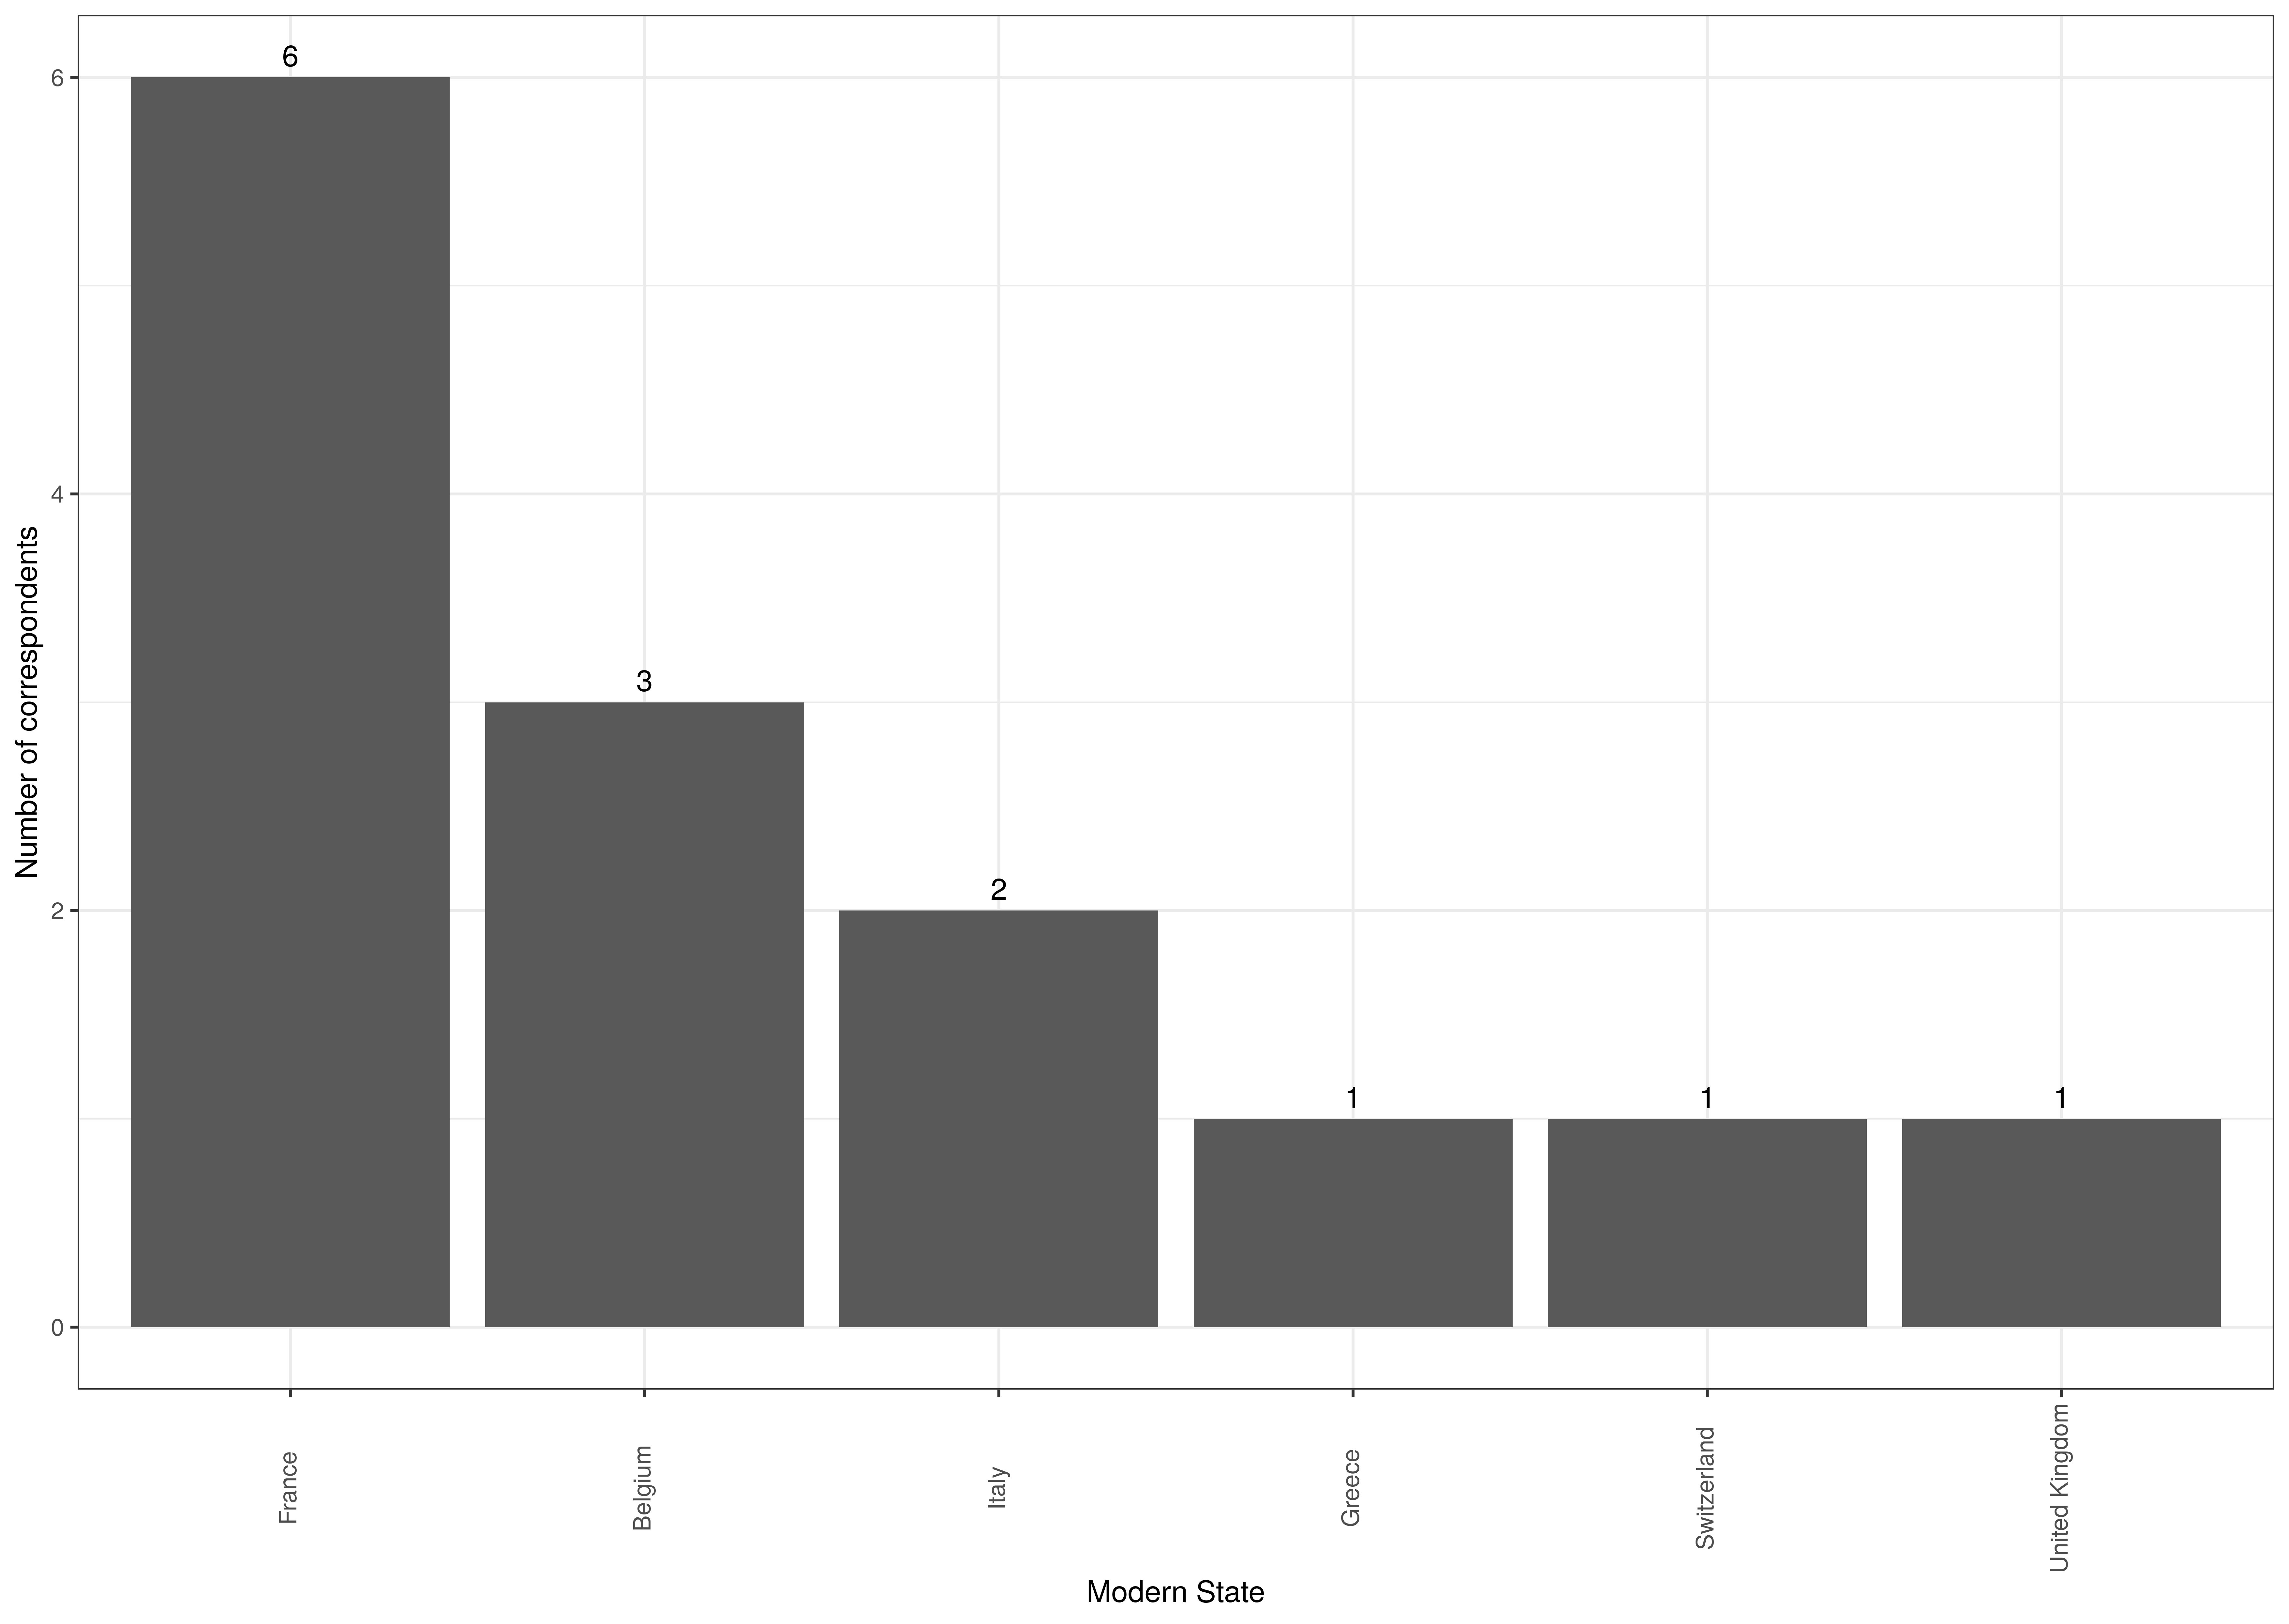 6
3
2
1
1
1
6
4
2
0
Number of correspondents
France
Belgium
Italy
Greece
Switzerland
United Kingdom
Modern State